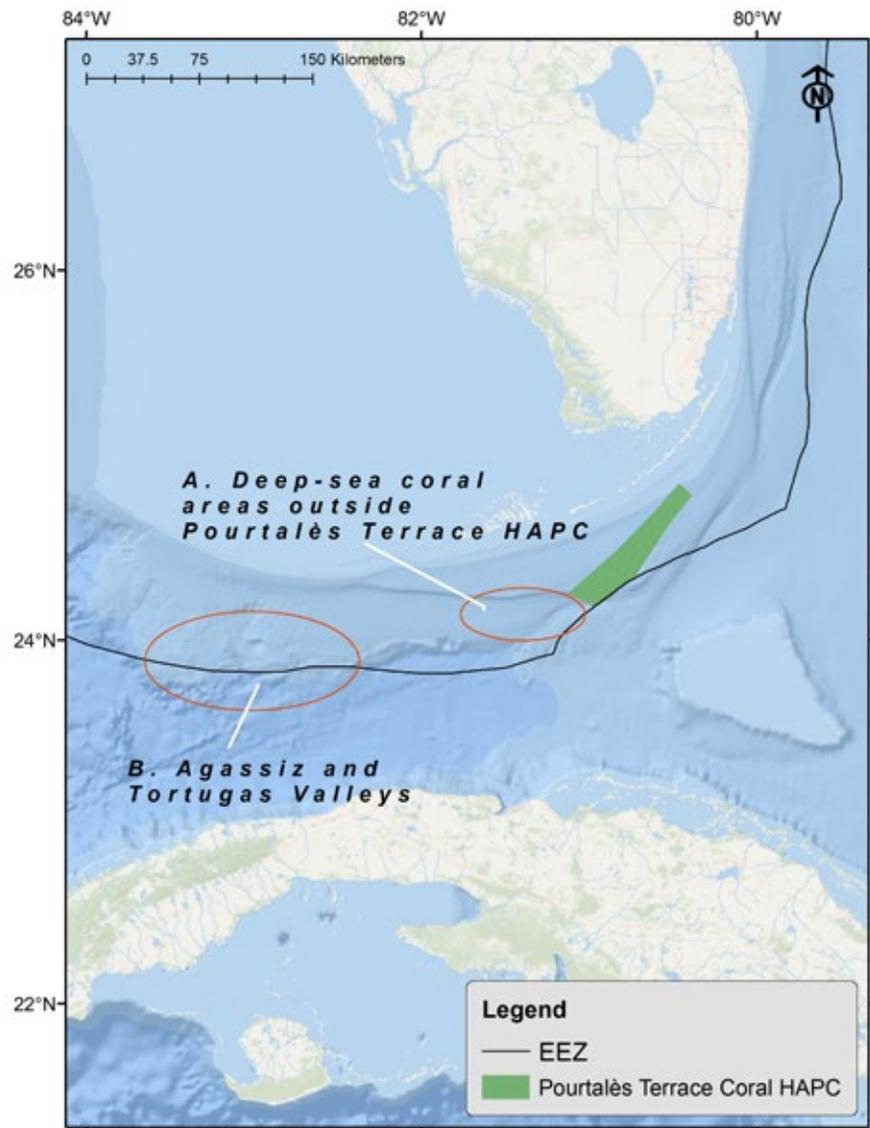 84°W 82°W 80°W
0 37.5 75 150 Kilometers
N
26°N
A. Deep-sea coral
areas outside
Pourtalès Terrace HAPC
24°N
B. Agassiz and
Tortugas Valleys
22°N
Legend
EEZ
Pourtalès Terrace Coral HAPC